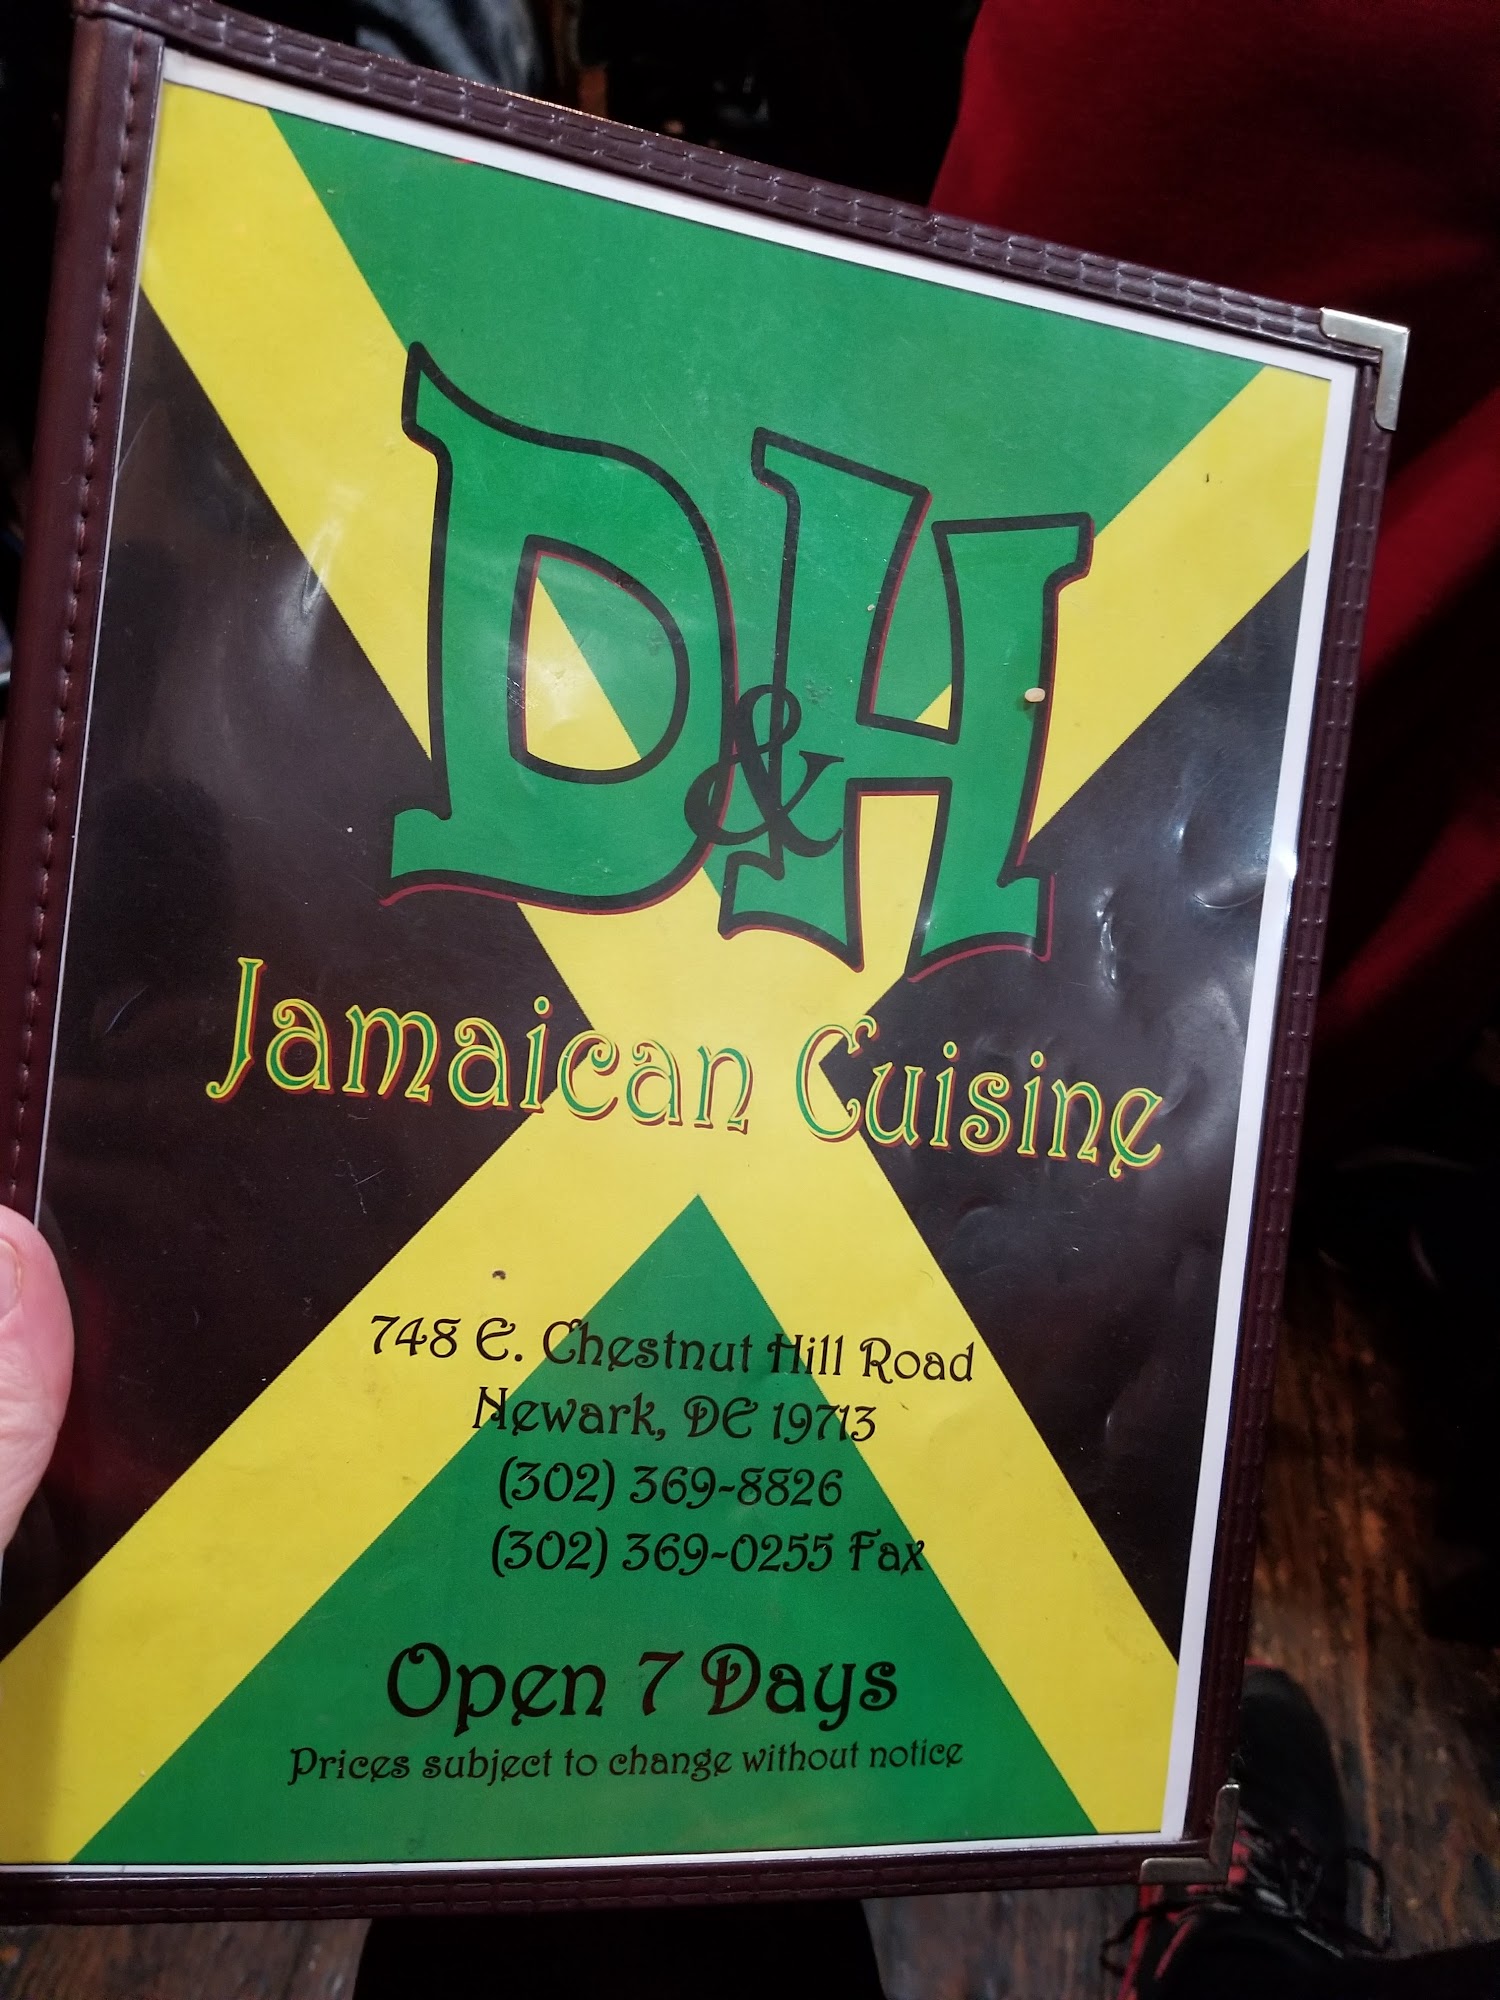 D&H
Jamaican Cuisine
748 E. Chestnut Hill Road
Newark, DE 19713
(302) 369-8826
(302) 369-0255 Fax
Open 7 Days
Prices subject to change without notice